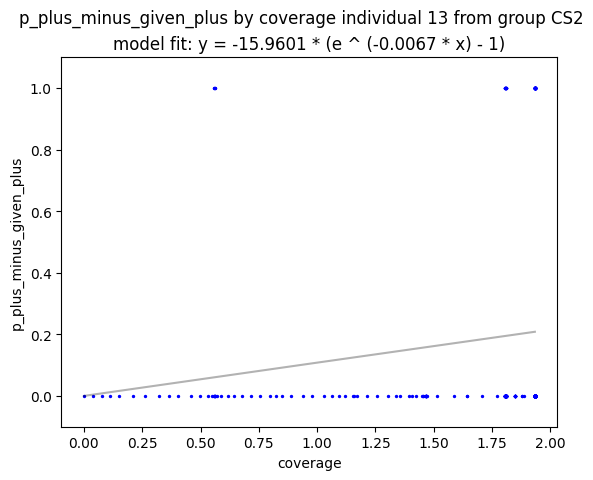 p_plus_minus_given_plus by coverage individual 13 from group CS2
model fit: y = -15.9601 * (e ^ (-0.0067 * x) - 1)
1.0
0.8
0.6
0.4
0.2
0.0
p_plus_minus_given_plus
0.00 0.25 0.50 0.75 1.00 1.25 1.50 1.75 2.00
coverage